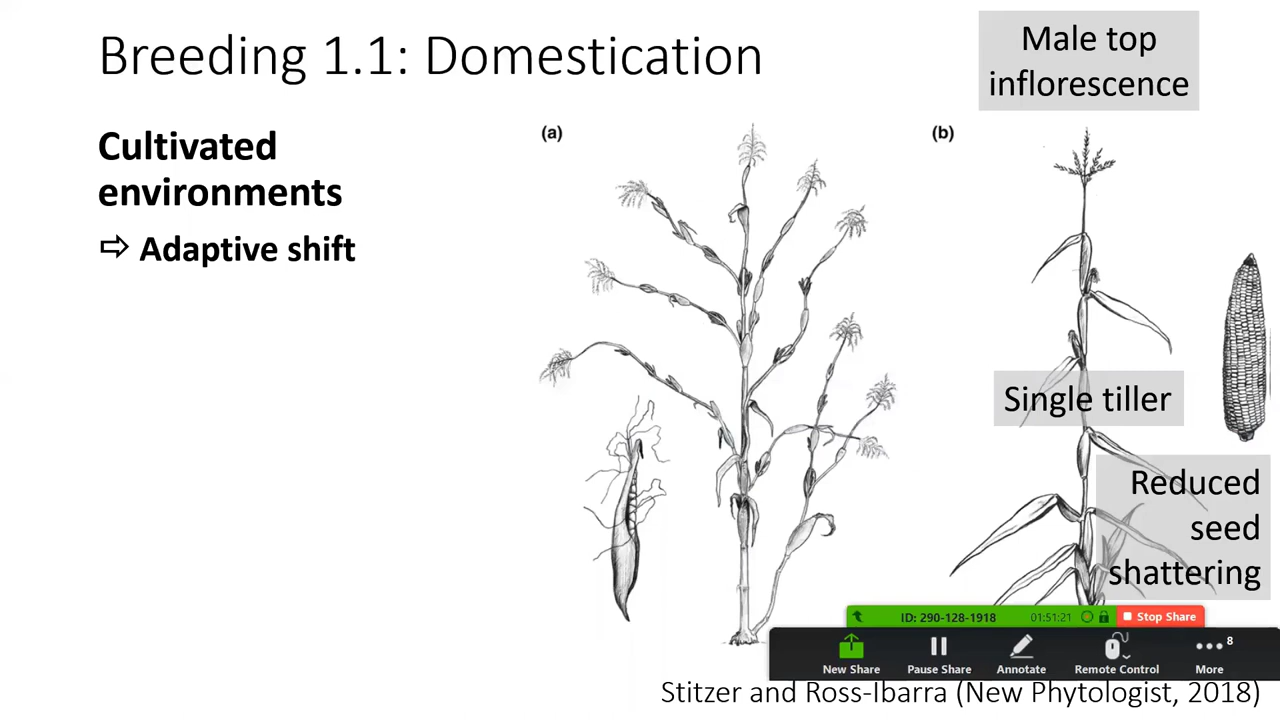 Breeding 1.1: Domestication
Male top
inflorescence
Cultivated
environments
⇨ Adaptive shift
(a)
(b)
Single tiller
Reduced
seed
shattering
ID: 290-128-1918
01:51:21
Stop Share
New Share
Pause Share
Annotate
Remote Control
8
More
Stitzer and Ross-Ibarra (New Phytologist, 2018)